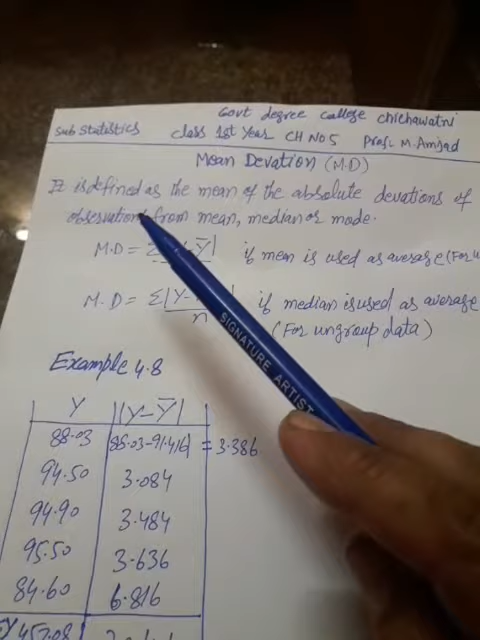 Govt degree college chichawatni
Sub Statistics class 1st Year CH No 5 Prof. M. Amjad
Mean Devation (M.D)
It is defined as the mean of the absolute devations of
observations from mean, median or mode.
M.D = Σ Y̅| if mean is used as average (For
M.D = Σ|Y- n if median is used as average
(For ungroup data)
SIGNATURE ARTIST
Example 4.8
Y |Y-Y̅|
88.03 |88.03-91.416| = 3.386
94.50 3.084
94.90 3.484
95.50 3.636
84.60 6.816
457.08